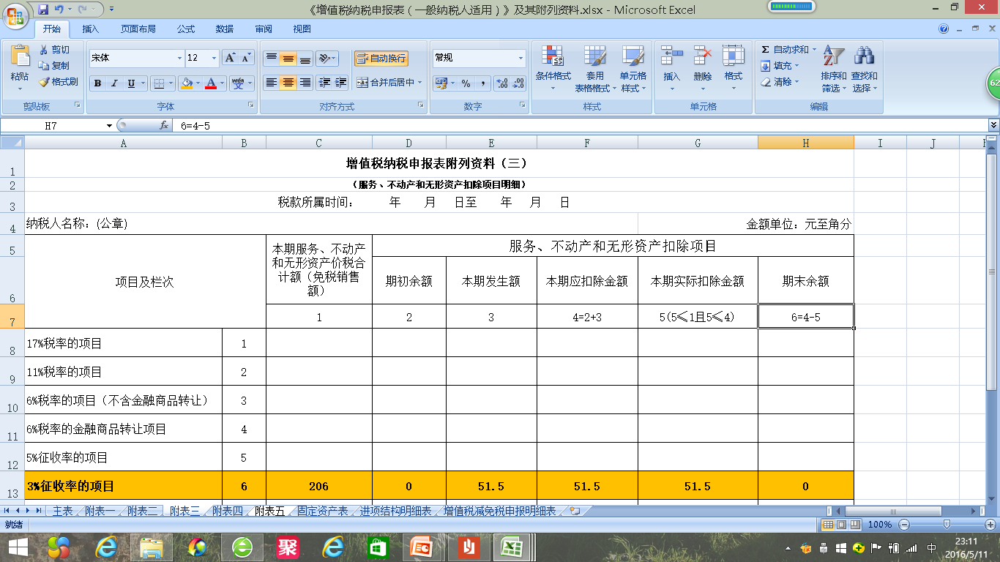 《增值税纳税申报表（一般纳税人适用）》及其附列资料.xlsx - Microsoft Excel
开始 插入 页面布局 公式 数据 审阅 视图
粘贴 剪切 复制 格式刷 剪贴板
宋体 12 B I U A wén 字体
自动换行 合并后居中 对齐方式
常规 % , 数字
条件格式 套用表格格式 单元格样式 样式
插入 删除 格式 单元格
Σ 自动求和 填充 清除 排序和筛选 查找和选择 编辑
62
H7 fx 6=4-5
A B C D E F G H I J
1 增值税纳税申报表附列资料（三）
2 （服务、不动产和无形资产扣除项目明细）
3 税款所属时间： 年 月 日至 年 月 日
4 纳税人名称：(公章) 金额单位：元至角分
5 项目及栏次 本期服务、不动产和无形资产价税合计额（免税销售额） 服务、不动产和无形资产扣除项目
6 期初余额 本期发生额 本期应扣除金额 本期实际扣除金额 期末余额
7 1 2 3 4=2+3 5(5≤1且5≤4) 6=4-5
8 17%税率的项目 1
9 11%税率的项目 2
10 6%税率的项目（不含金融商品转让） 3
11 6%税率的金融商品转让项目 4
12 5%征收率的项目 5
13 3%征收率的项目 6 206 0 51.5 51.5 51.5 0
主表 附表一 附表二 附表三 附表四 附表五 固定资产表 进项结构明细表 增值税减免税申报明细表
就绪 100%
聚 中 23:11
2016/5/11